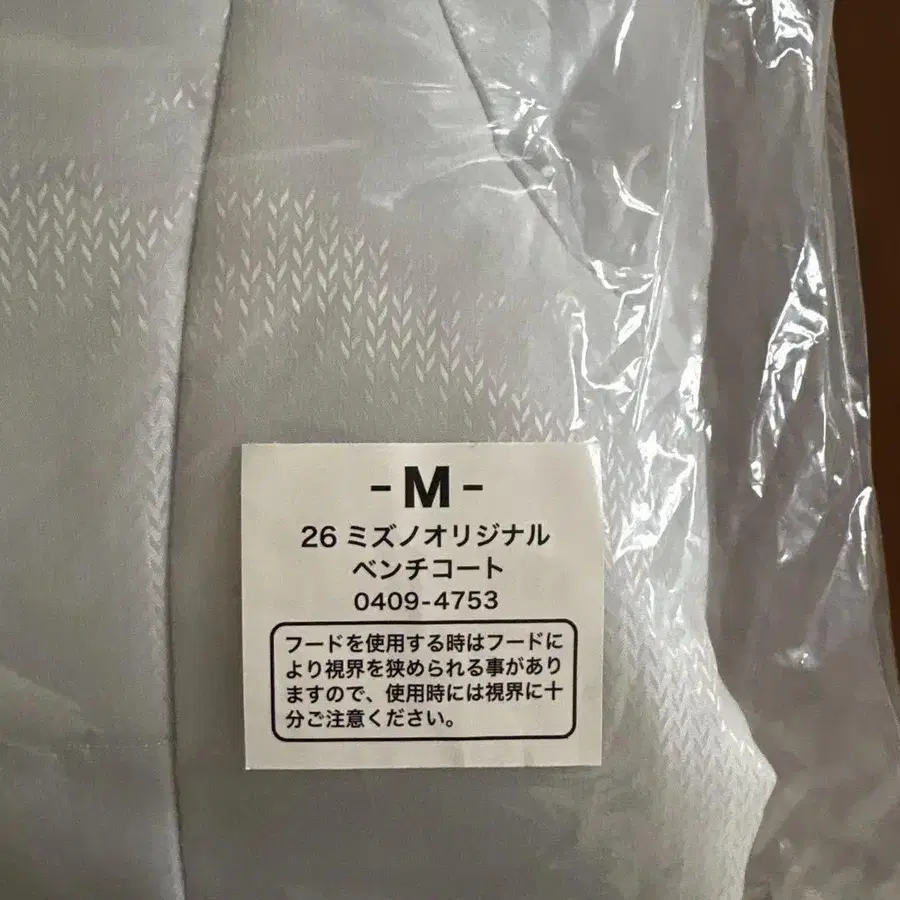 -M-
26 ミズノオリジナル
ベンチコート
0409-4753
フードを使用する時はフードに
より視界を狭められる事があり
ますので、使用時には視界に十
分ご注意ください。